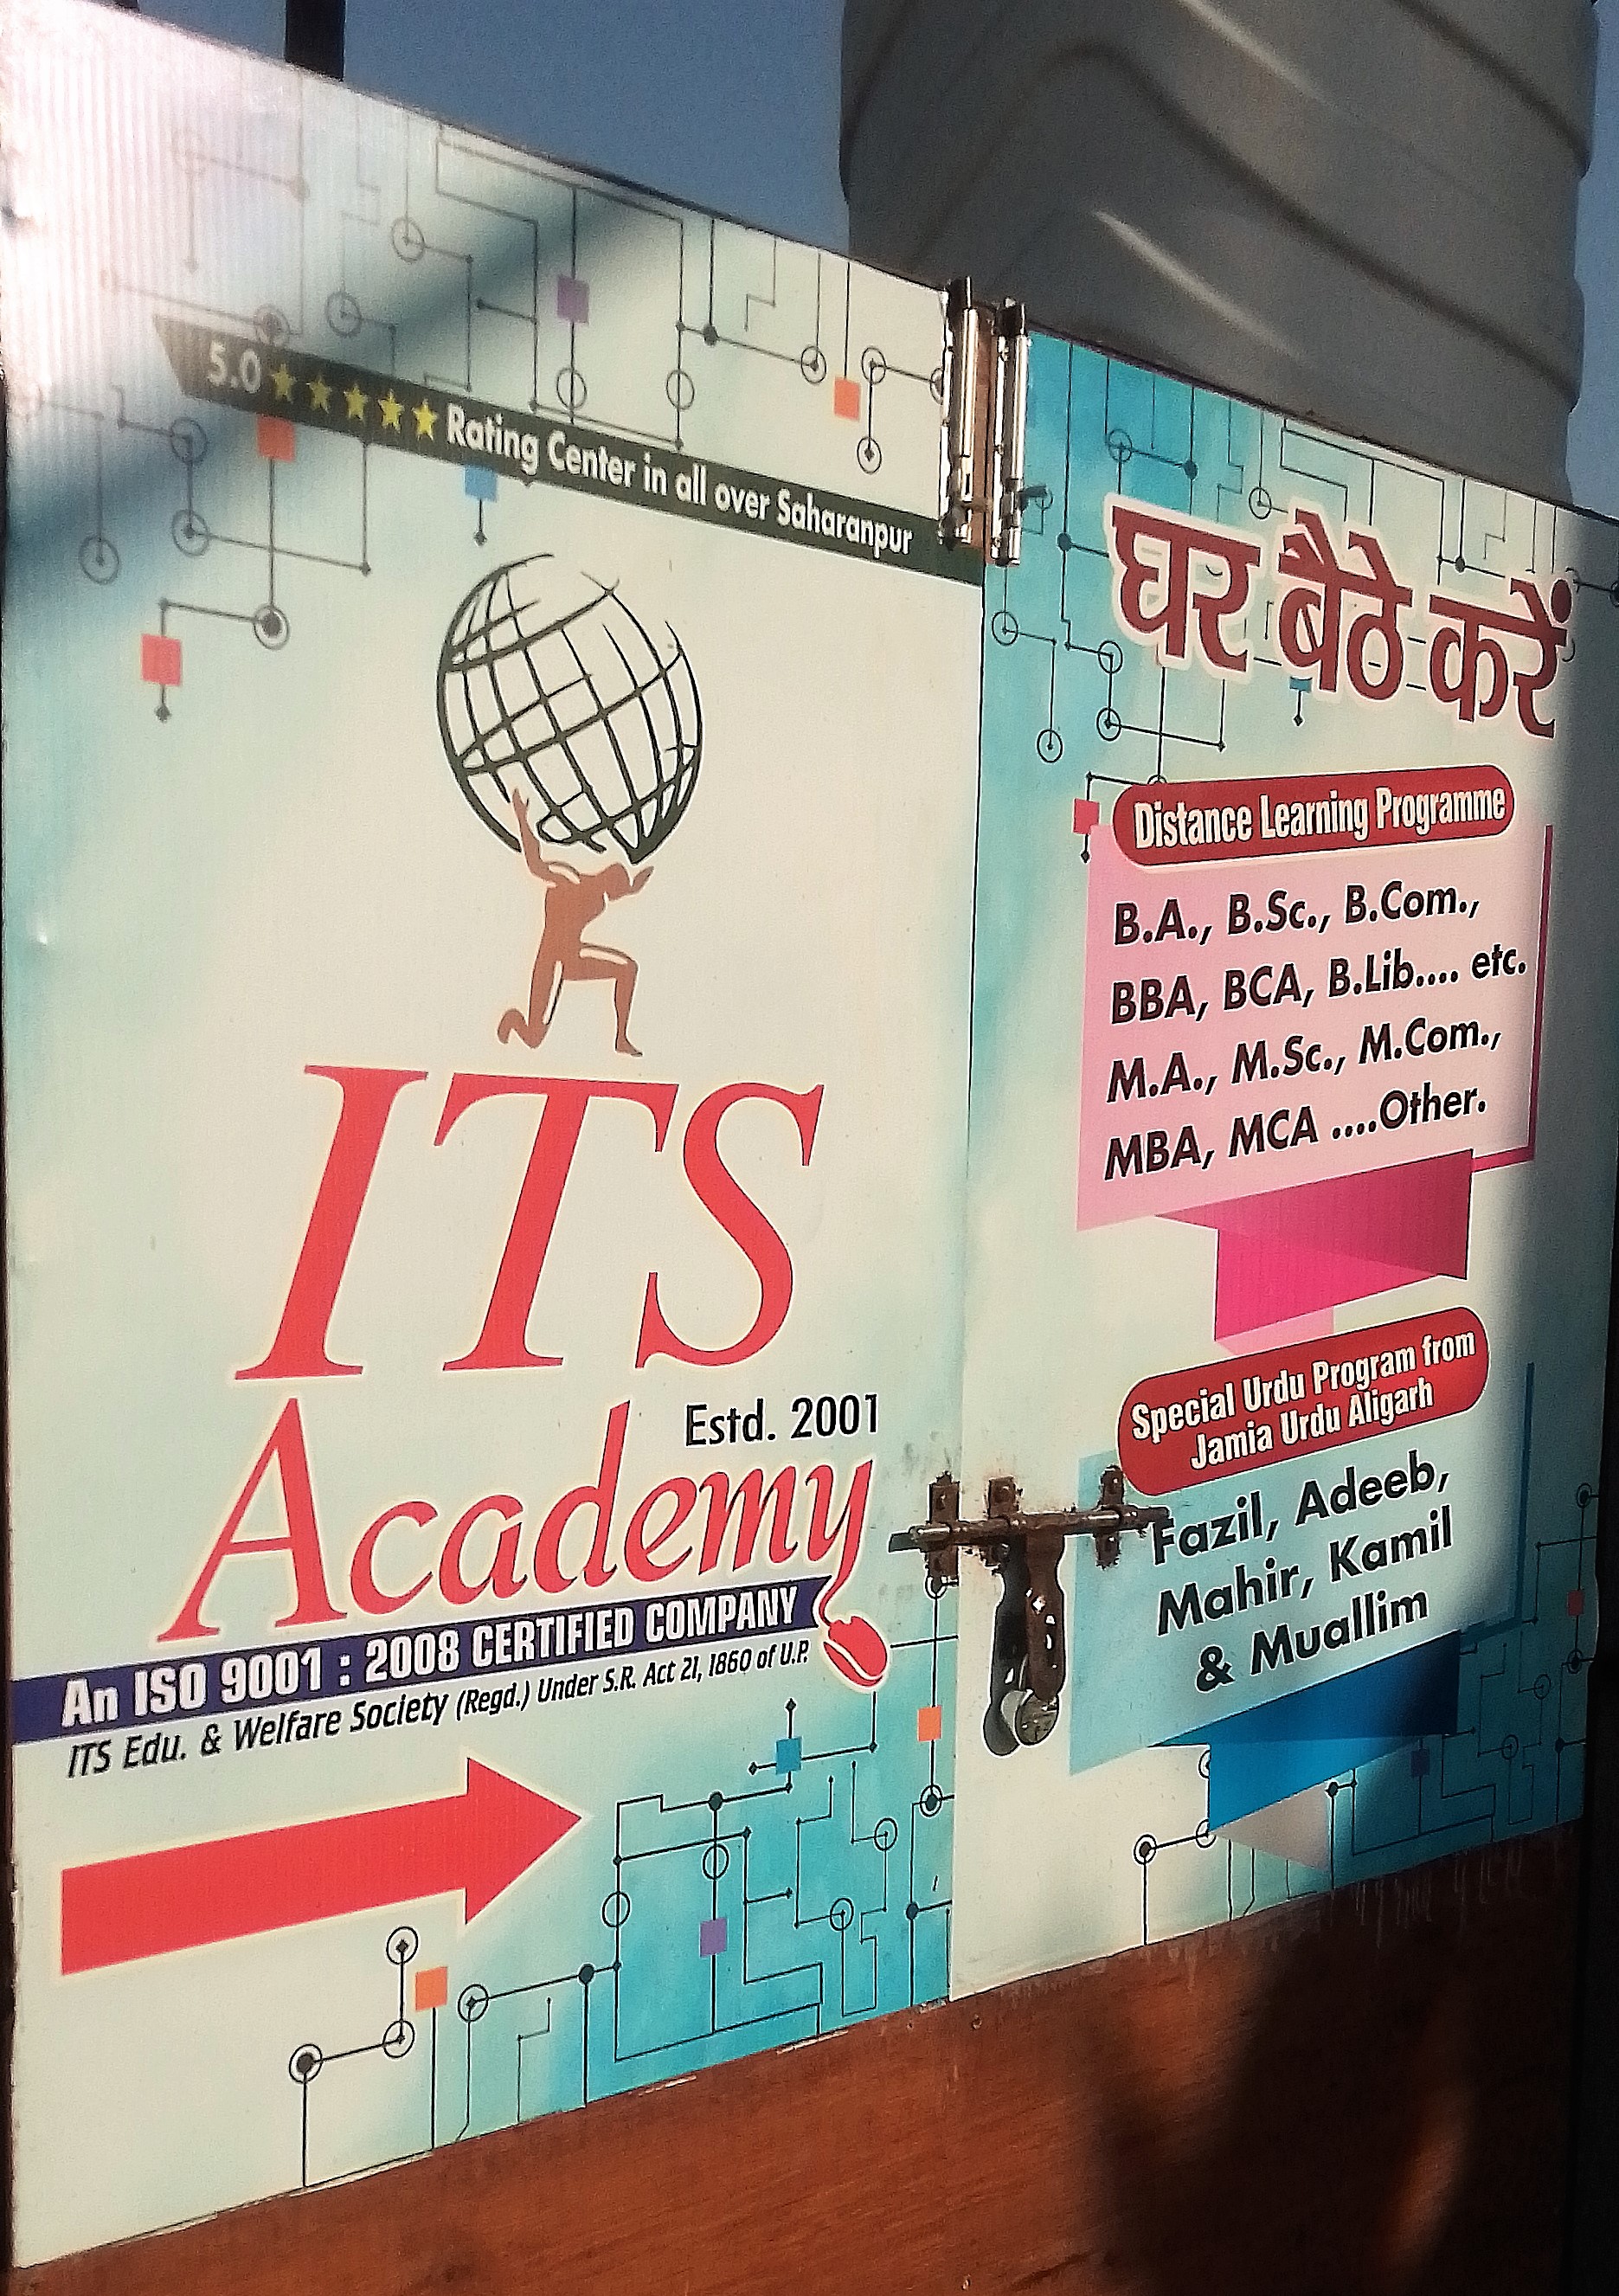 5.0 ★★★★★ Rating Center in all over Saharanpur
ITS
Estd. 2001
Academy
An ISO 9001 : 2008 CERTIFIED COMPANY
ITS Edu. & Welfare Society (Regd.) Under S.R. Act 21, 1860 of U.P.
घर बैठे करें
Distance Learning Programme
B.A., B.Sc., B.Com.,
BBA, BCA, B.Lib.... etc.
M.A., M.Sc., M.Com.,
MBA, MCA ....Other.
Special Urdu Program from
Jamia Urdu Aligarh
Fazil, Adeeb,
Mahir, Kamil
& Muallim